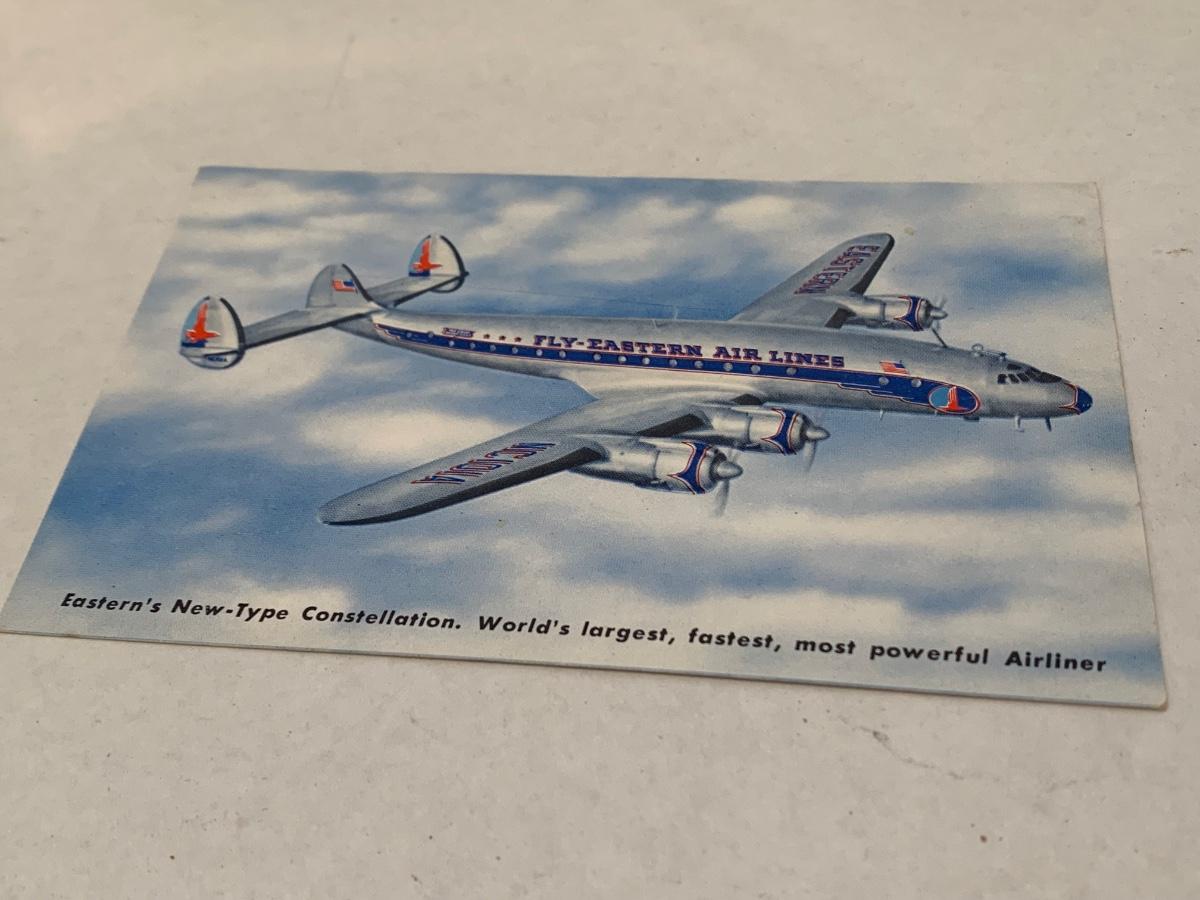 FLY-EASTERN AIR LINES
EASTERN
Eastern's New-Type Constellation. World's largest, fastest, most powerful Airliner